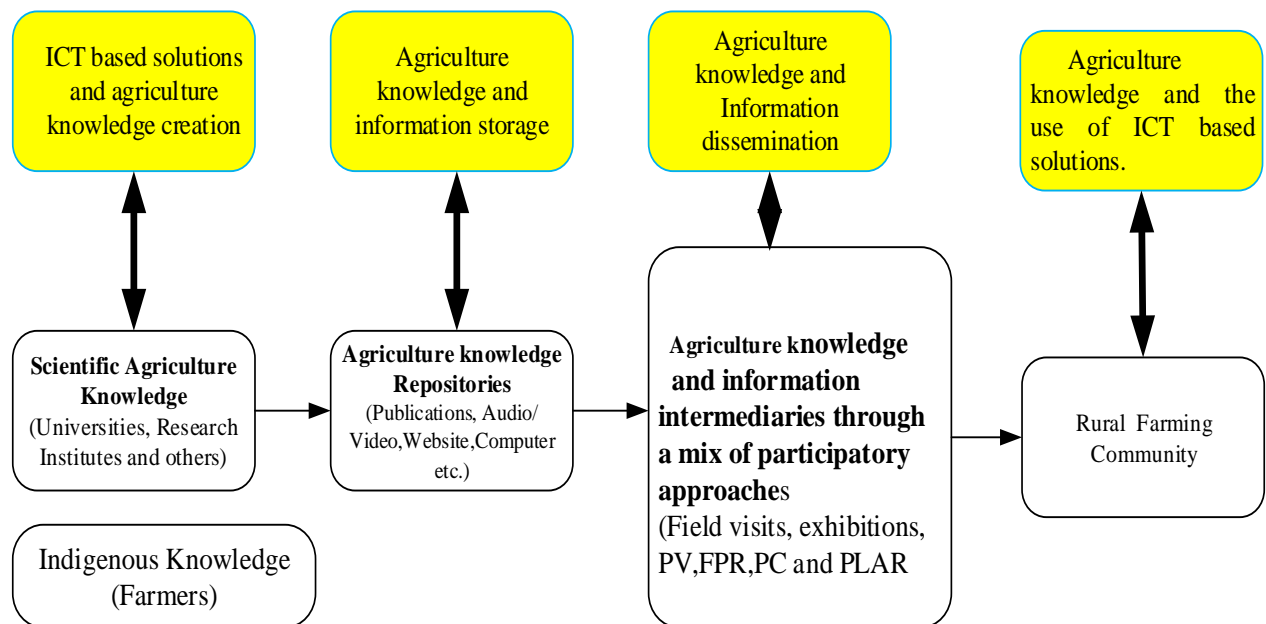 ICT based solutions
and agriculture
knowledge creation
Agriculture
knowledge and
information storage
Agriculture
knowledge and
Information
dissemination
Agriculture
knowledge and the
use of ICT based
solutions.
Scientific Agriculture
Knowledge
(Universities, Research
Institutes and others)
Agriculture knowledge
Repositories
(Publications, Audio/
Video,Website,Computer
etc.)
Agriculture knowledge
and information
intermediaries through
a mix of participatory
approaches
(Field visits, exhibitions,
PV,FPR,PC and PLAR
Rural Farming
Community
Indigenous Knowledge
(Farmers)